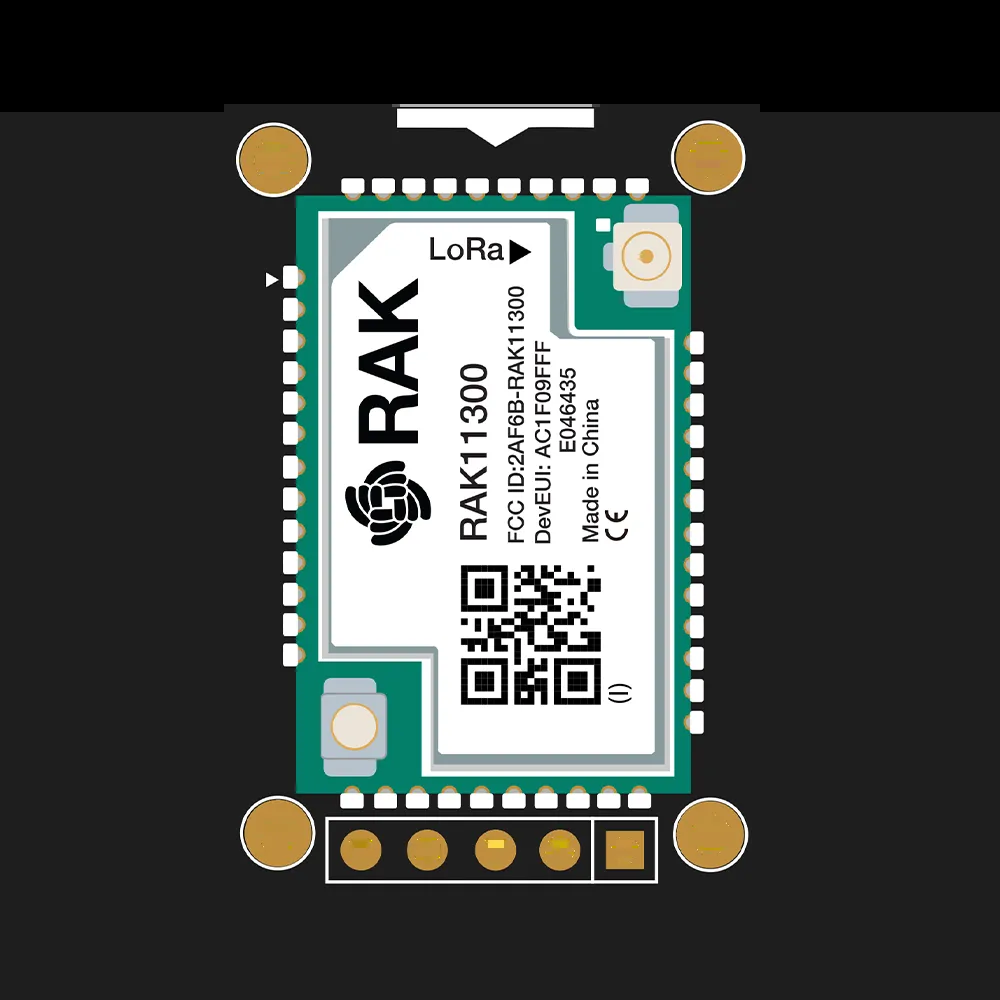 LoRa
RAK
RAK11300
FCC ID:2AF6B-RAK11300
DevEUI: AC1F09FFF
E046435
Made in China
CE
(I)